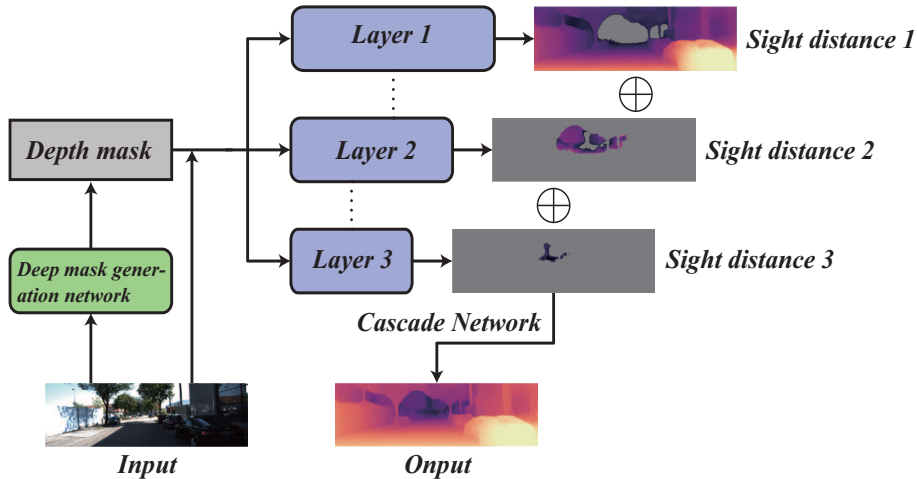 Layer 1
Sight distance 1
Depth mask
Layer 2
Sight distance 2
Deep mask gener-
ation network
Layer 3
Sight distance 3
Cascade Network
Input
Onput